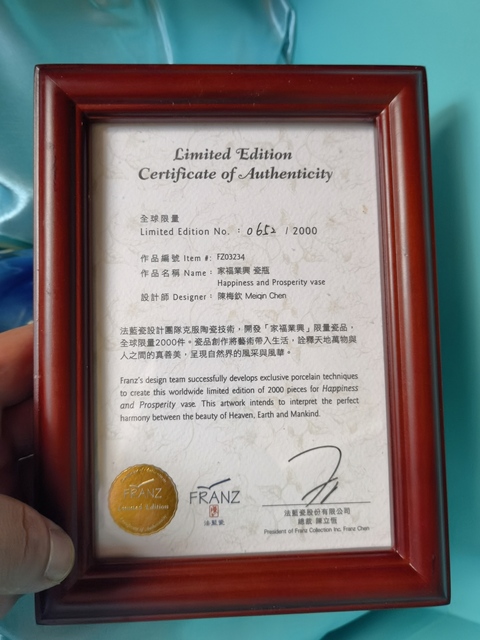 Limited Edition
Certificate of Authenticity
全球限量
Limited Edition No. : 0652 / 2000
作品編號 Item #: FZ03234
作品名稱 Name : 家福業興 瓷瓶
Happiness and Prosperity vase
設計師 Designer : 陳梅欽 Meiqin Chen
法藍瓷設計團隊克服陶瓷技術，開發「家福業興」限量瓷品，
全球限量2000件。瓷品創作將藝術帶入生活，詮釋天地萬物與
人之間的真善美，呈現自然界的風采與風華。
Franz's design team successfully develops exclusive porcelain techniques
to create this worldwide limited edition of 2000 pieces for Happiness
and Prosperity vase. This artwork intends to interpret the perfect
harmony between the beauty of Heaven, Earth and Mankind.
FRANZ
Limited Edition
FRANZ
法藍瓷
法藍瓷股份有限公司
總裁 陳立恆
President of Franz Collection Inc. Franz Chen